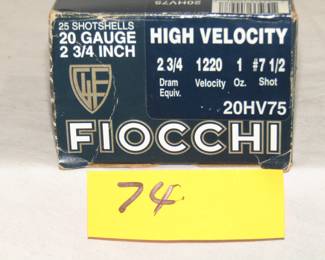 20HV75
25 SHOTSHELLS
20 GAUGE
2 3/4 INCH
HIGH VELOCITY
2 3/4 1220 1 #7 1/2
Dram Velocity Oz. Shot
Equiv.
20HV75
FIOCCHI
74